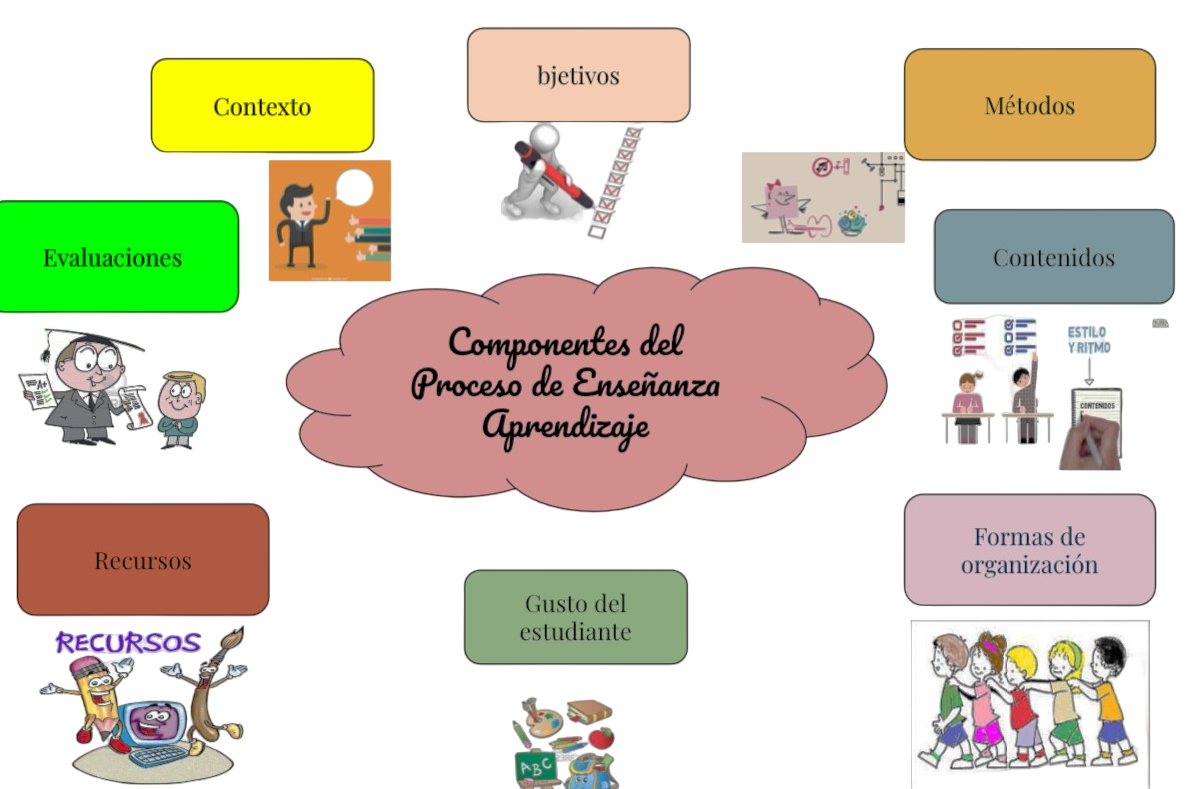 Contexto
bjetivos
Métodos
Evaluaciones
Contenidos
Componentes del
Proceso de Enseñanza
Aprendizaje
ESTILO
Y RITMO
CONTENIDOS
A+
Recursos
Formas de
organización
Gusto del
estudiante
RECURSOS
ABC